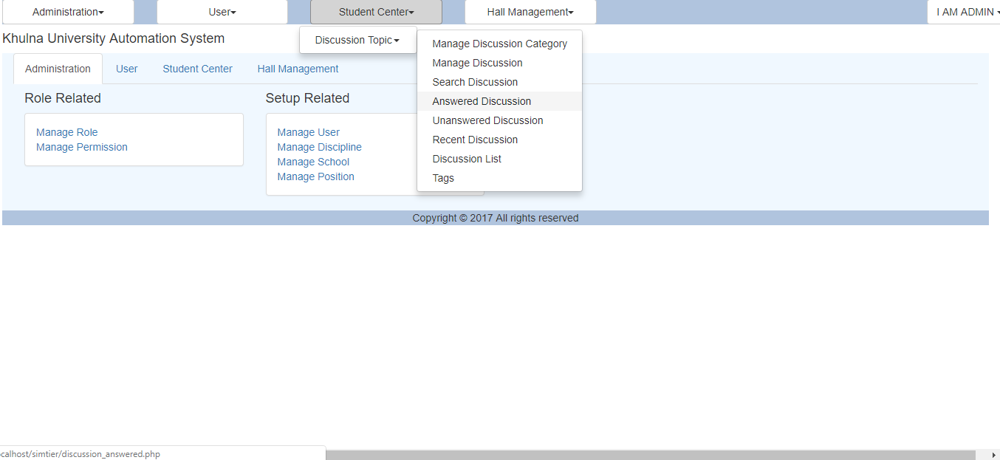 Administration User Student Center Hall Management I AM ADMIN
Discussion Topic
Manage Discussion Category
Manage Discussion
Search Discussion
Answered Discussion
Unanswered Discussion
Recent Discussion
Discussion List
Tags
Khulna University Automation System
Administration User Student Center Hall Management
Role Related
Manage Role
Manage Permission
Setup Related
Manage User
Manage Discipline
Manage School
Manage Position
Copyright © 2017 All rights reserved
ocalhost/simtier/discussion_answered.php